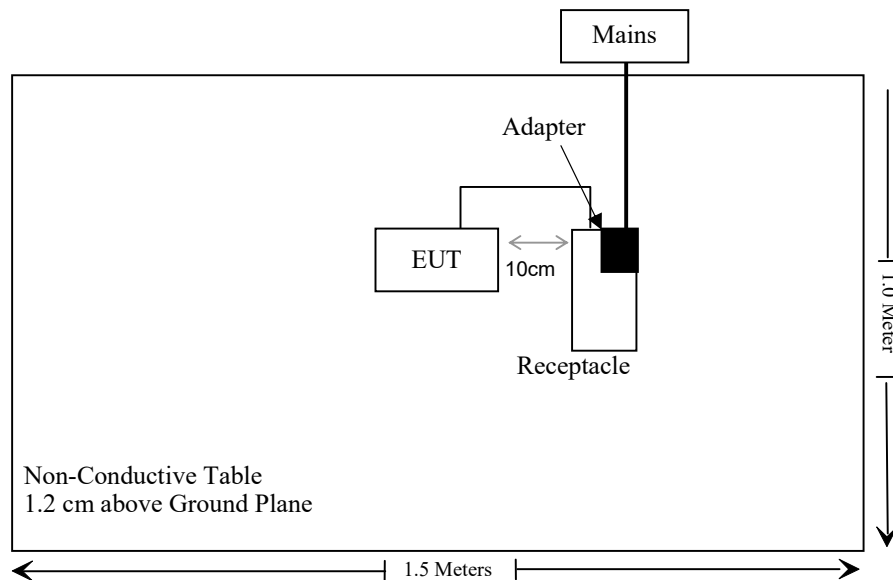 Mains
Adapter
EUT
10cm
Receptacle
1.0 Meter
Non-Conductive Table
1.2 cm above Ground Plane
1.5 Meters